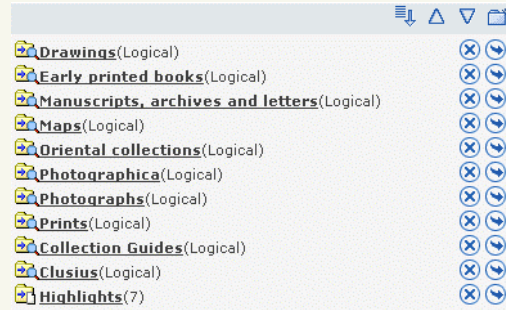 Drawings(Logical)
Early printed books(Logical)
Manuscripts, archives and letters(Logical)
Maps(Logical)
Oriental collections(Logical)
Photographica(Logical)
Photographs(Logical)
Prints(Logical)
Collection Guides(Logical)
Clusius(Logical)
Highlights(7)